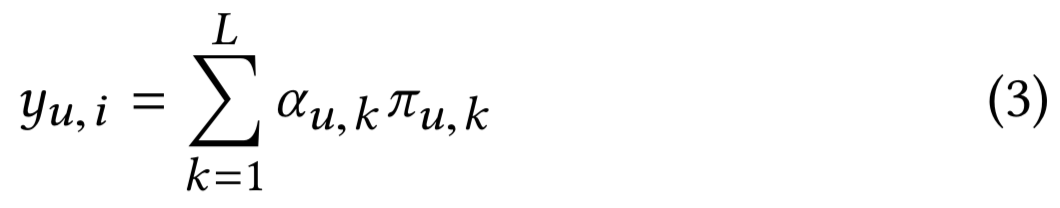 y_{u,i} = \sum_{k=1}^{L} \alpha_{u,k} \pi_{u,k} (3)